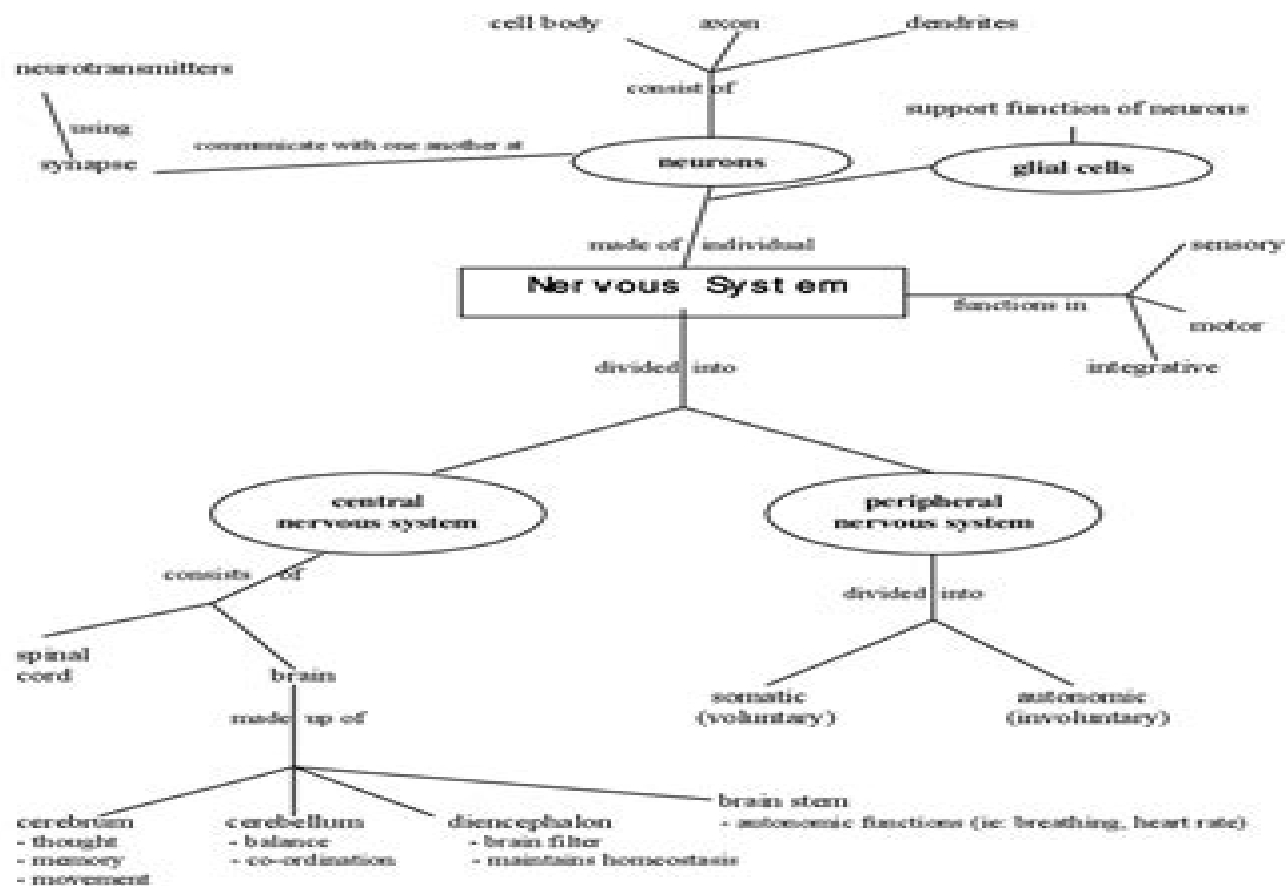 cell body
axon
dendrites
neurotransmitters
consist of
support function of neurons
using
communicate with one another at
synapse
neurons
glial cells
made of individual
sensory
Nervous System
functions in
motor
divided into
integrative
central
nervous system
peripheral
nervous system
consists of
divided into
spinal
cord
brain
somatic
(voluntary)
autonomic
(involuntary)
made up of
cerebrum
- thought
- memory
- movement
cerebellum
- balance
- co-ordination
diencephalon
- brain filter
- maintains homeostasis
brain stem
- autonomic functions (ie: breathing, heart rate)